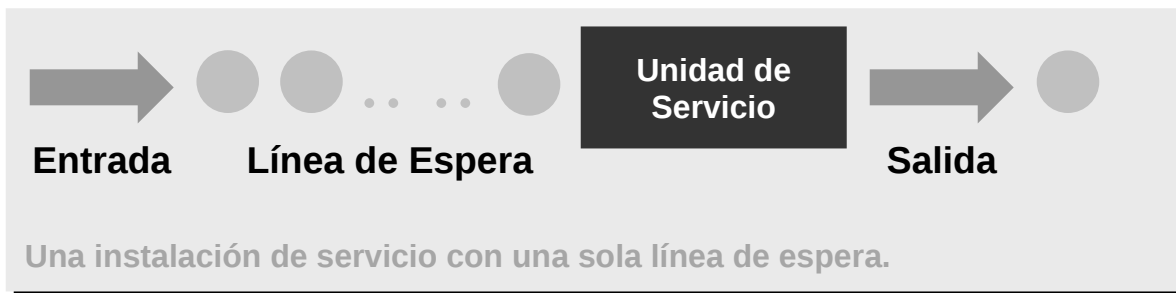 Unidad de
Servicio
Entrada
Línea de Espera
Salida
Una instalación de servicio con una sola línea de espera.